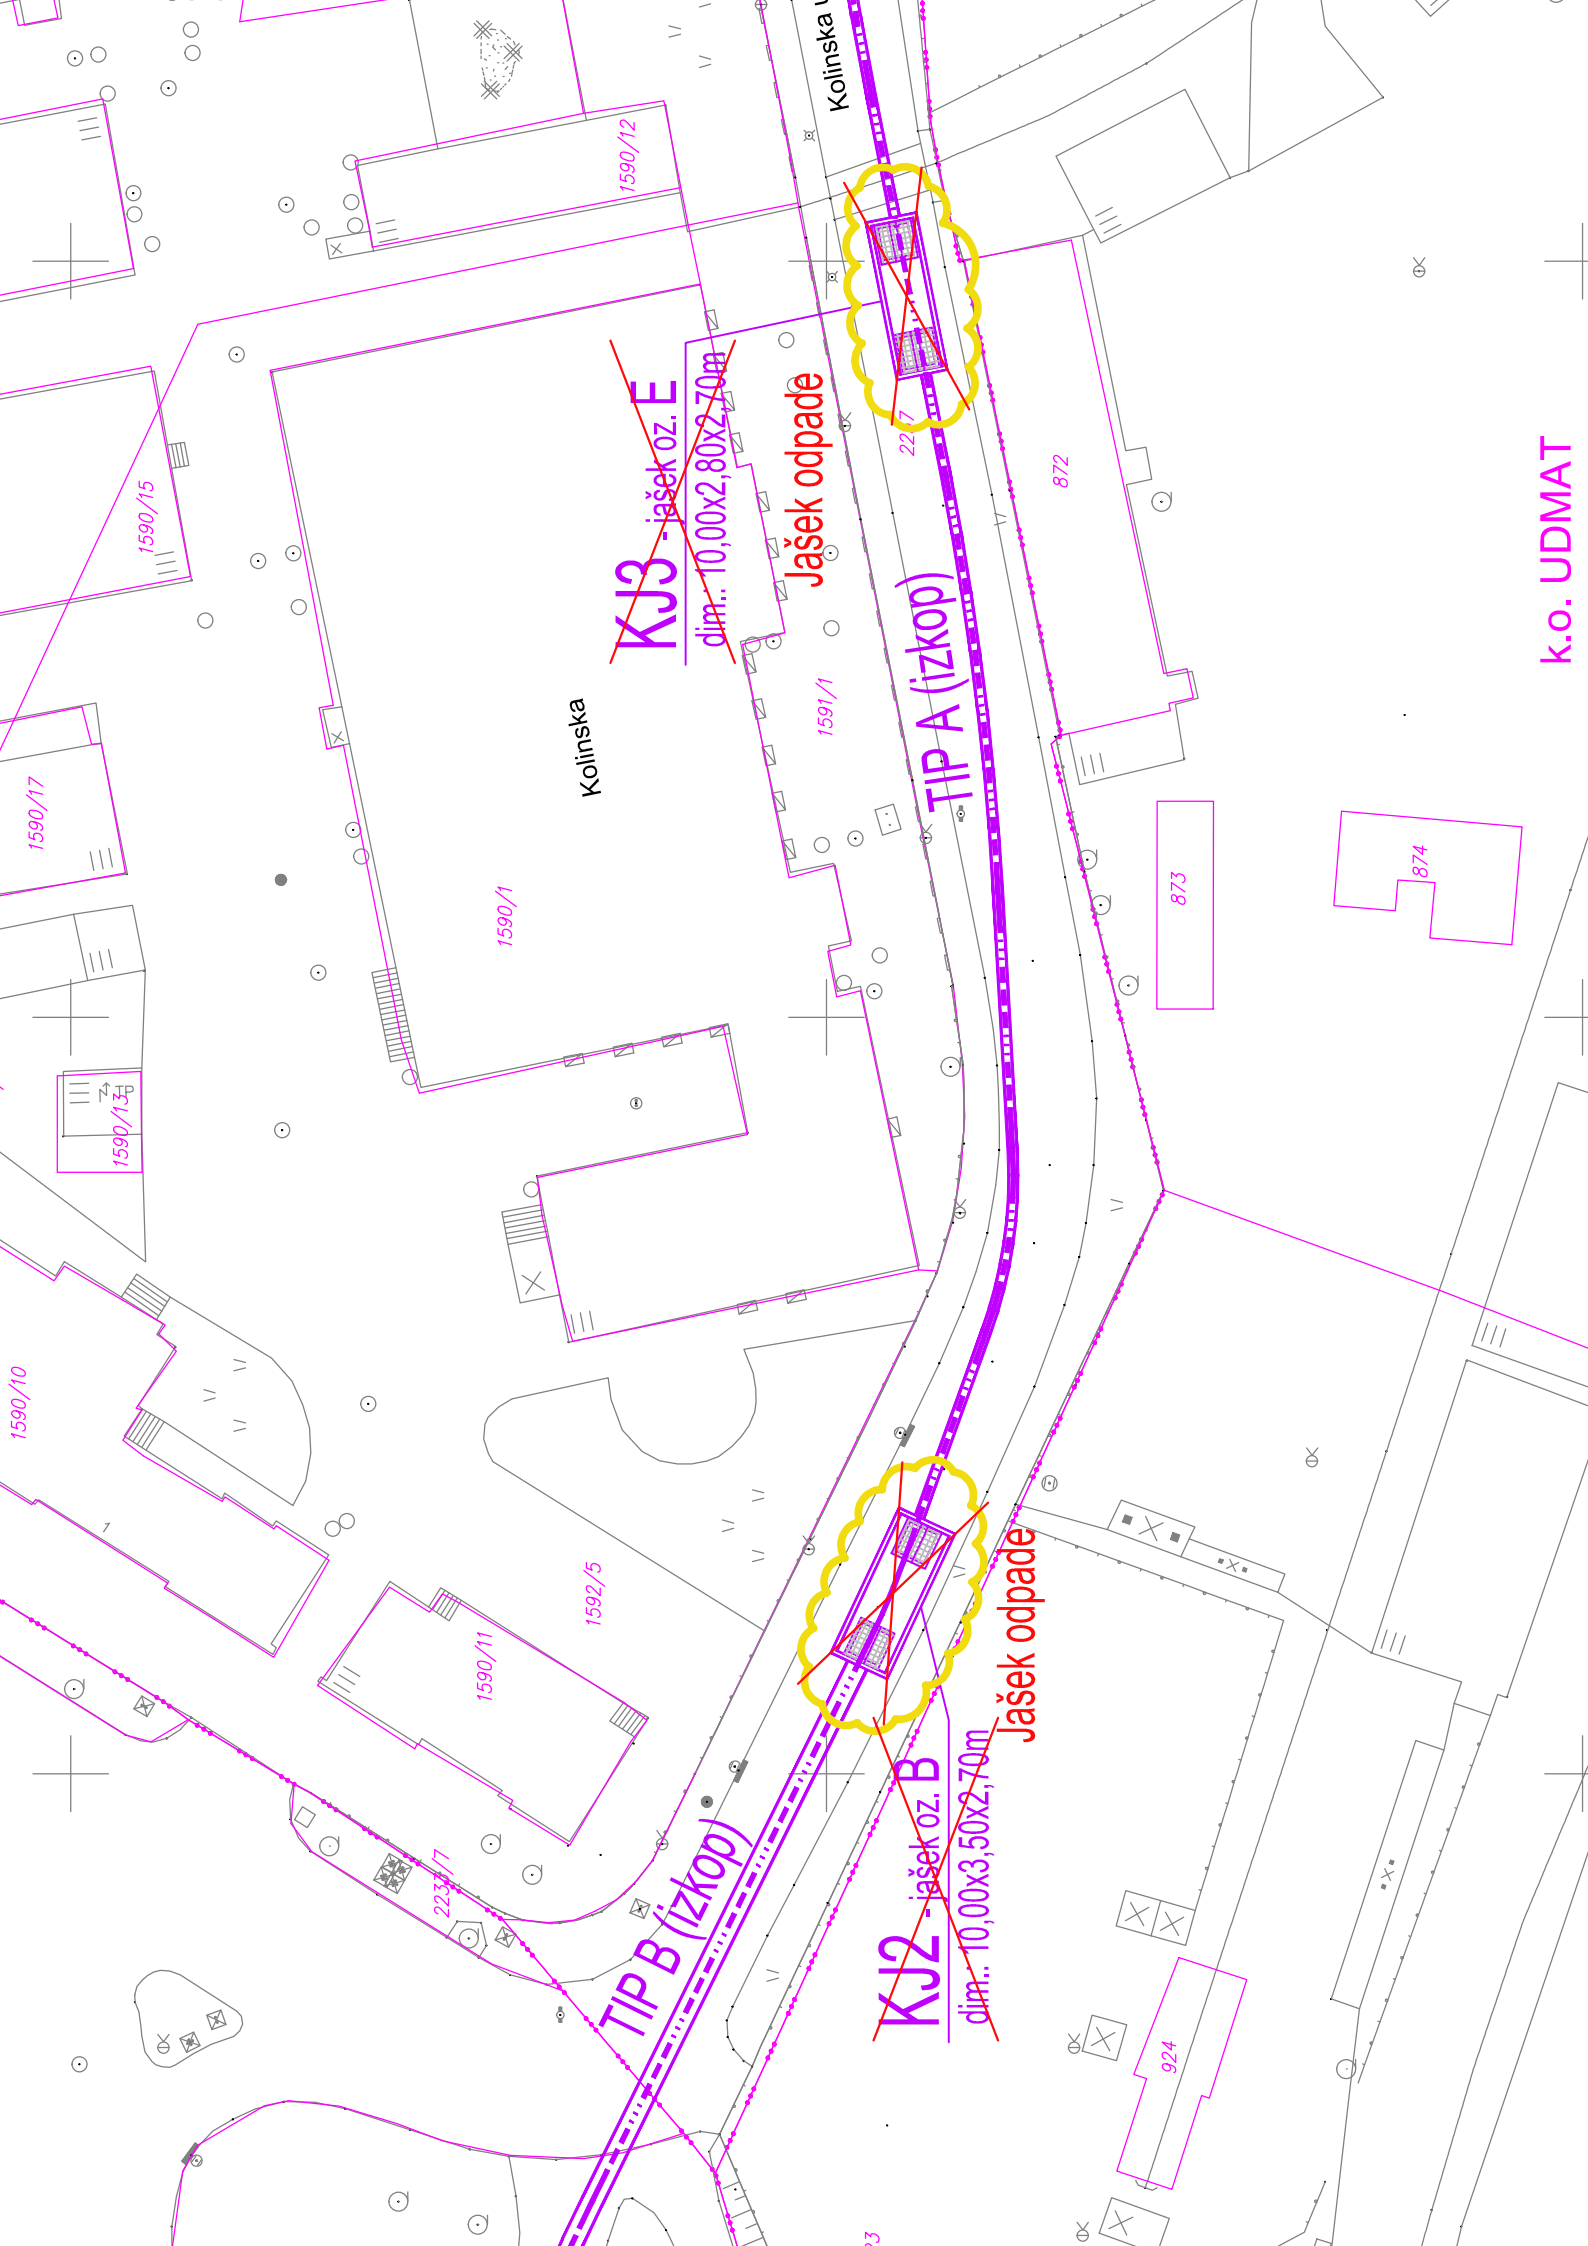 Kolinska u
1590/12
KJ3 - jašek oz. E
dim.: 10,00x2,80x2,70m
Jašek odpade
872
k.o. UDMAT
1590/15
TIP A (izkop)
1591/1
Kolinska
1590/17
874
873
1590/1
TP
1590/13
1590/10
1592/5
1590/11
Jašek odpade
KJ2 - jašek oz. B
dim.: 10,00x3,50x2,70m
TIP B (izkop)
924